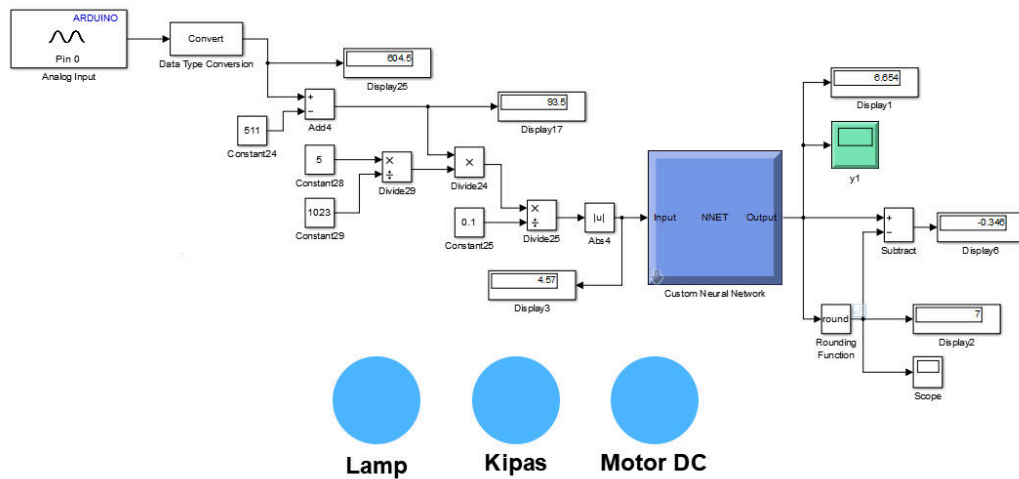 ARDUINO
Pin 0
Analog Input
Convert
Data Type Conversion
604.5
Display25
+
−
Add4
511
Constant24
93.5
Display17
5
Constant28
×
÷
Divide29
1023
Constant29
×
Divide24
0.1
Constant25
×
÷
Divide25
|u|
Abs4
4.57
Display3
Input
NNET
Output
Custom Neural Network
6.654
Display1
y1
+
−
Subtract
-0.346
Display6
round
Rounding
Function
7
Display2
Scope
Lamp
Kipas
Motor DC